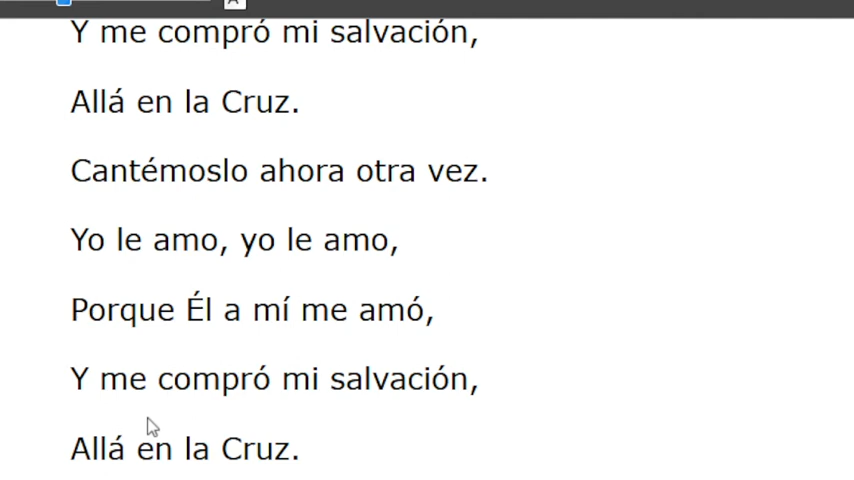 Y me compró mi salvación,
Allá en la Cruz.
Cantémoslo ahora otra vez.
Yo le amo, yo le amo,
Porque Él a mí me amó,
Y me compró mi salvación,
Allá en la Cruz.